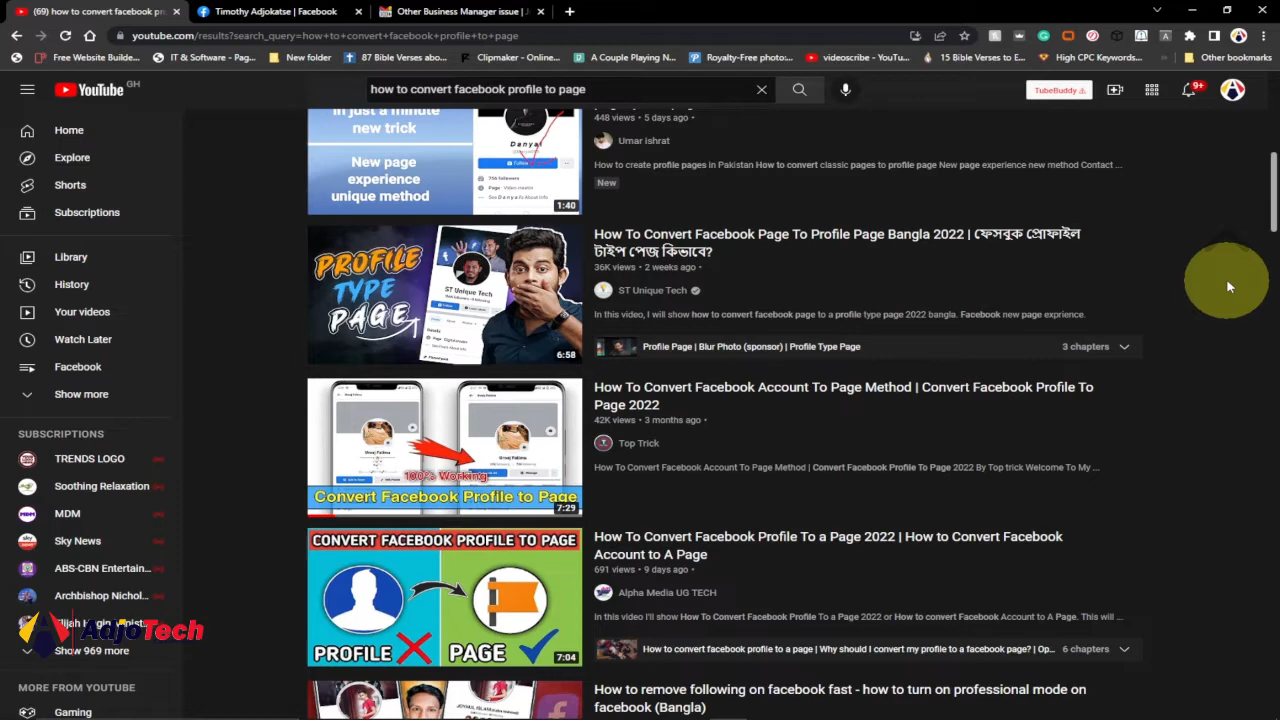 (69) how to convert facebook pr
Timothy Adjokatse | Facebook
Other Business Manager issue |
youtube.com/results?search_query=how+to+convert+facebook+profile+to+page
Free Website Builde...
IT & Software - Pag...
New folder
87 Bible Verses abo...
Clipmaker - Online...
A Couple Playing N...
Royalty-Free photo:...
videoscribe - YouTu...
15 Bible Verses to E...
High CPC Keywords...
Other bookmarks
YouTube GH
how to convert facebook profile to page
TubeBuddy
9+
Home
Explore
Shorts
Subscriptions
Library
History
Your videos
Watch Later
Facebook
Show more
SUBSCRIPTIONS
TRENDS LOGO
Soothing Relaxation
MDM
Sky News
ABS-CBN Entertain...
Archbishop Nichol...
Show 969 more
AdjoTech
MORE FROM YOUTUBE
Gaming
in just a minute
new trick
New page
experience
unique method
Danyal
Follow
756 followers
Page · Video creator
See Danya's About Info
1:40
448 views • 5 days ago •
Umar ishrat
How to create profile pages in Pakistan How to convert classic pages to profile page New page experience new method Contact ...
New
PROFILE
TYPE
PAGE
ST Unique Tech
6:58
How To Convert Facebook Page To Profile Page Bangla 2022 | ফেসবুক প্রোফাইল
টাইপ পেজ কিভাবে?
36K views • 2 weeks ago •
ST Unique Tech
In this video, I will show how to convert facebook page to a profile type page 2022 bangla. Facebook new page exprience.
Profile Page | Blur Photo (sponsor) | Profile Type Page
3 chapters
100% Working
Convert Facebook Profile to Page
7:29
How To Convert Facebook Account To Page Method | Convert Facebook Profile To
Page 2022
42K views • 3 months ago •
Top Trick
How To Convert Facebook Account To Page Method | Convert Facebook Profile To Page 2022 By Top trick Welcome To My ...
CONVERT FACEBOOK PROFILE TO PAGE
PROFILE
PAGE
7:04
How To Convert Facebook Profile To a Page 2022 | How to Convert Facebook
Account to A Page
691 views • 9 days ago •
Alpha Media UG TECH
In this video I'll show How To Convert Facebook Profile To a Page 2022 or How to convert Facebook Account to A Page. This will ...
How to convert facebook profile to a page | Why should I convert my profile to a facebook page? | Op...
6 chapters
How to remove following on facebook fast - how to turn on professional mode on
facebook (Bangla)